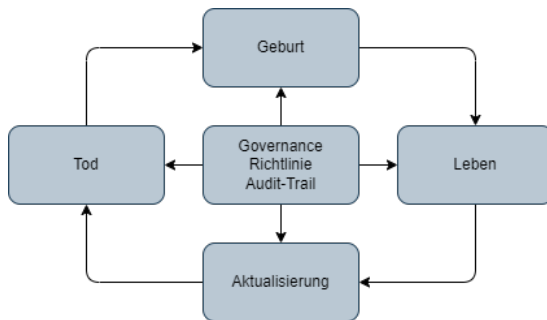 Geburt
Tod
Governance
Richtlinie
Audit-Trail
Leben
Aktualisierung